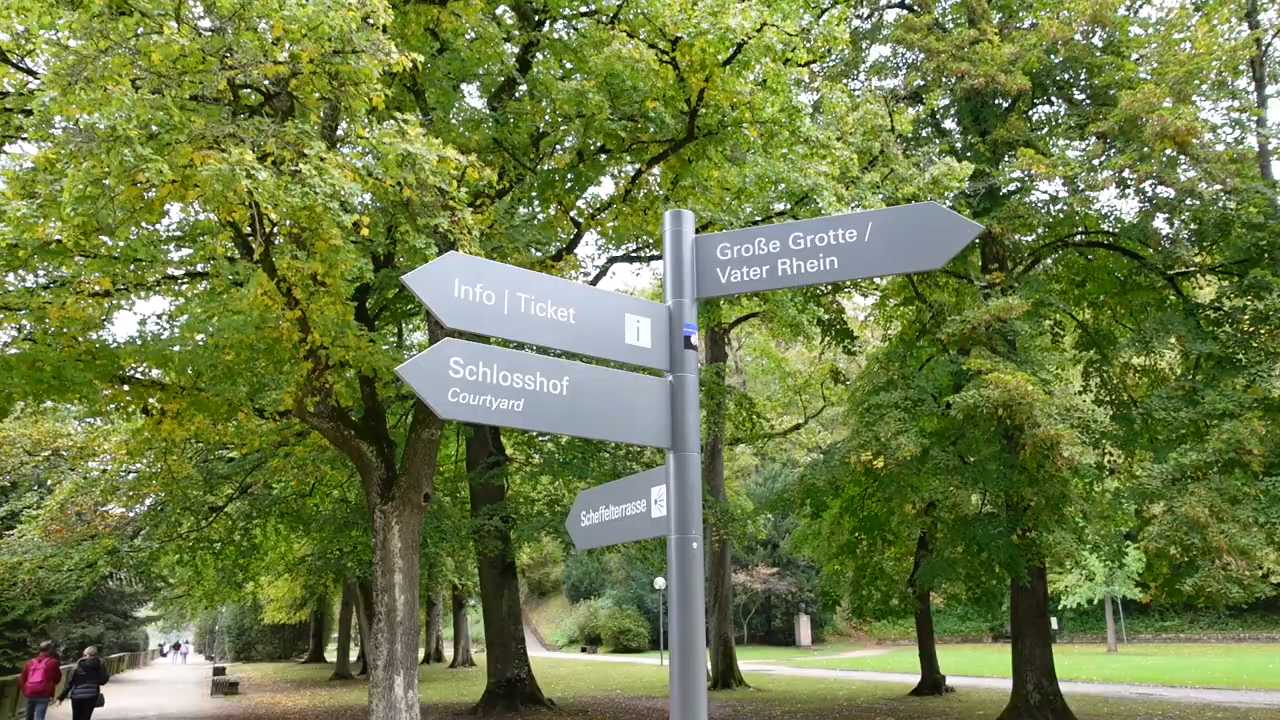 Große Grotte /
Vater Rhein
Info | Ticket
i
Schlosshof
Courtyard
Scheffelterrasse